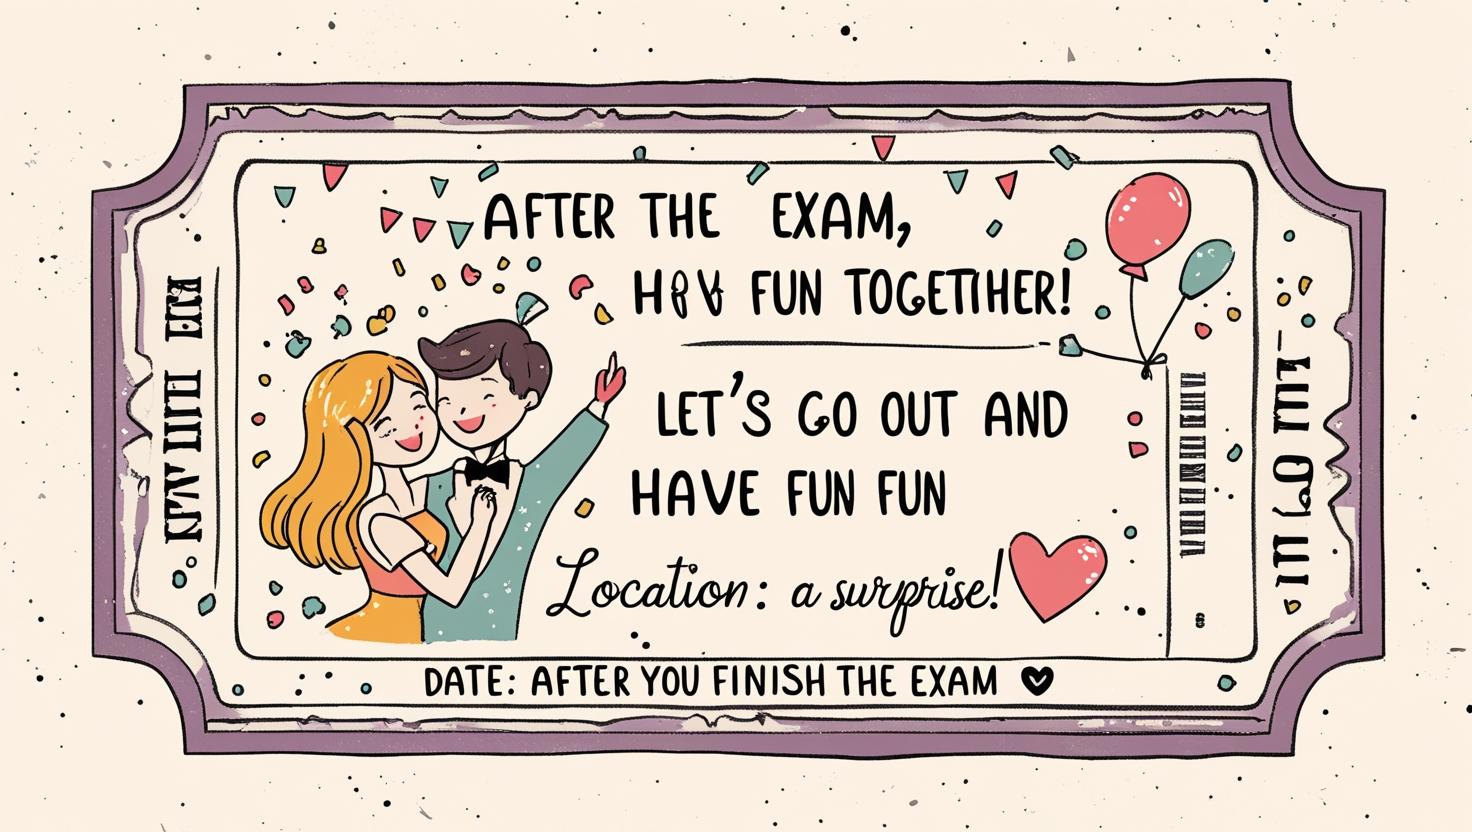 AFTER THE EXAM,
FUN TOGETIHER!
LET'S GO OUT AND
HAVE FUN FUN
Location: a surprise!
DATE: AFTER YOU FINISH THE EXAM